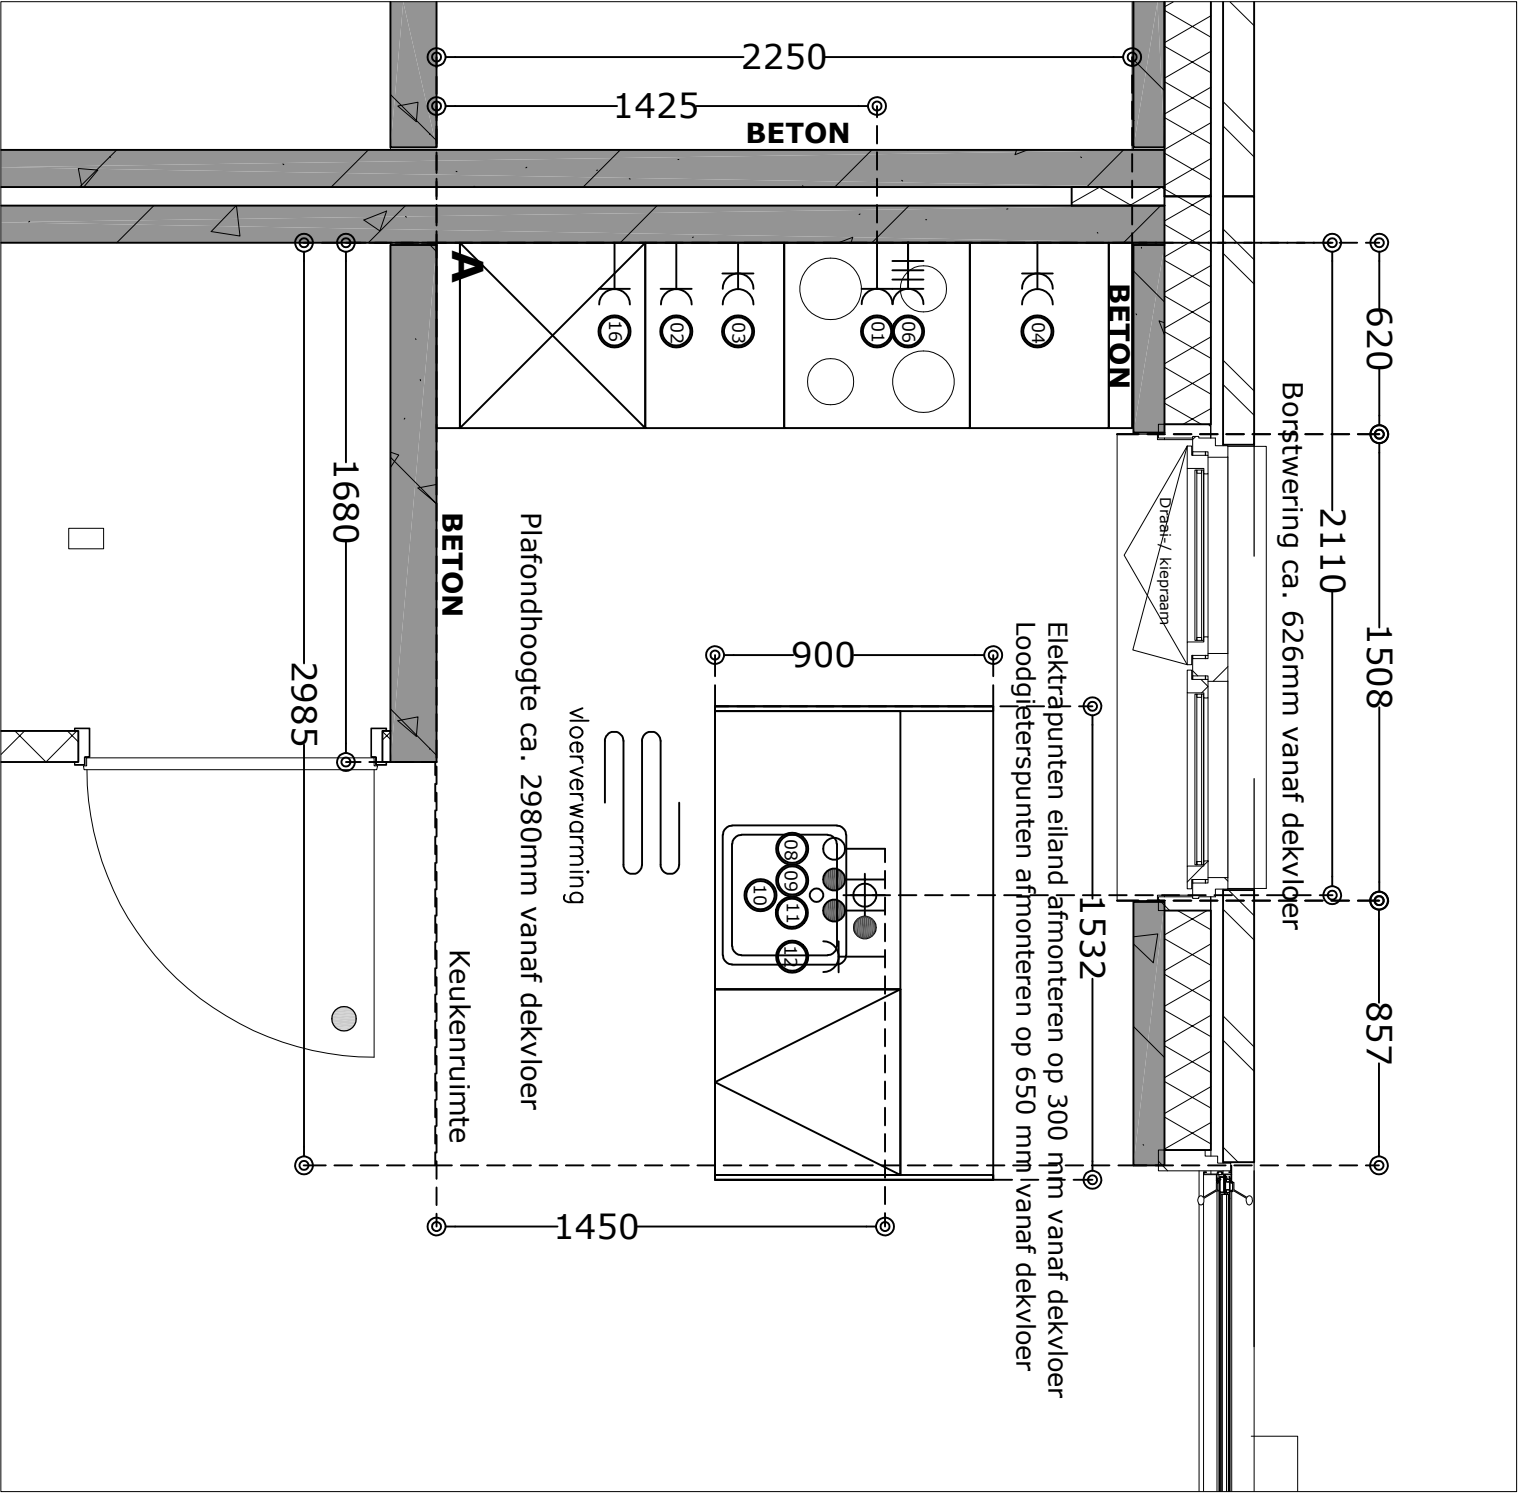 2250
1425
BETON
A
16
02
03
01
06
04
BETON
620
2110
1508
857
Borstwering ca. 626mm vanaf dekvloer
Draai-/ kiepraam
1680
2985
BETON
Plafondhoogte ca. 2980mm vanaf dekvloer
vloerverwarming
Keukenruimte
900
Elektrapunten eiland afmonteren op 300 mm vanaf dekvloer
Loodgieterspunten afmonteren op 650 mm vanaf dekvloer
1532
08
09
10
11
12
1450